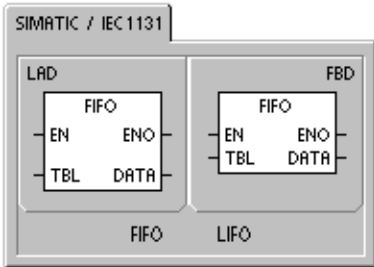 SIMATIC / IEC1131
LAD
FBD
FIFO
EN ENO
TBL DATA
FIFO
EN ENO
TBL DATA
FIFO LIFO